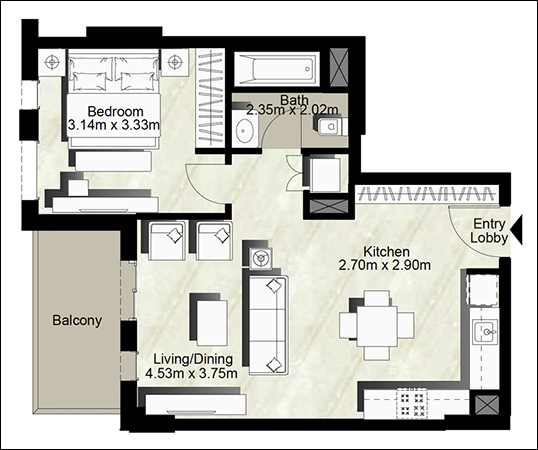 Bedroom
3.14m x 3.33m
Bath
2.35m x 2.02m
Entry
Lobby
Kitchen
2.70m x 2.90m
Balcony
Living/Dining
4.53m x 3.75m